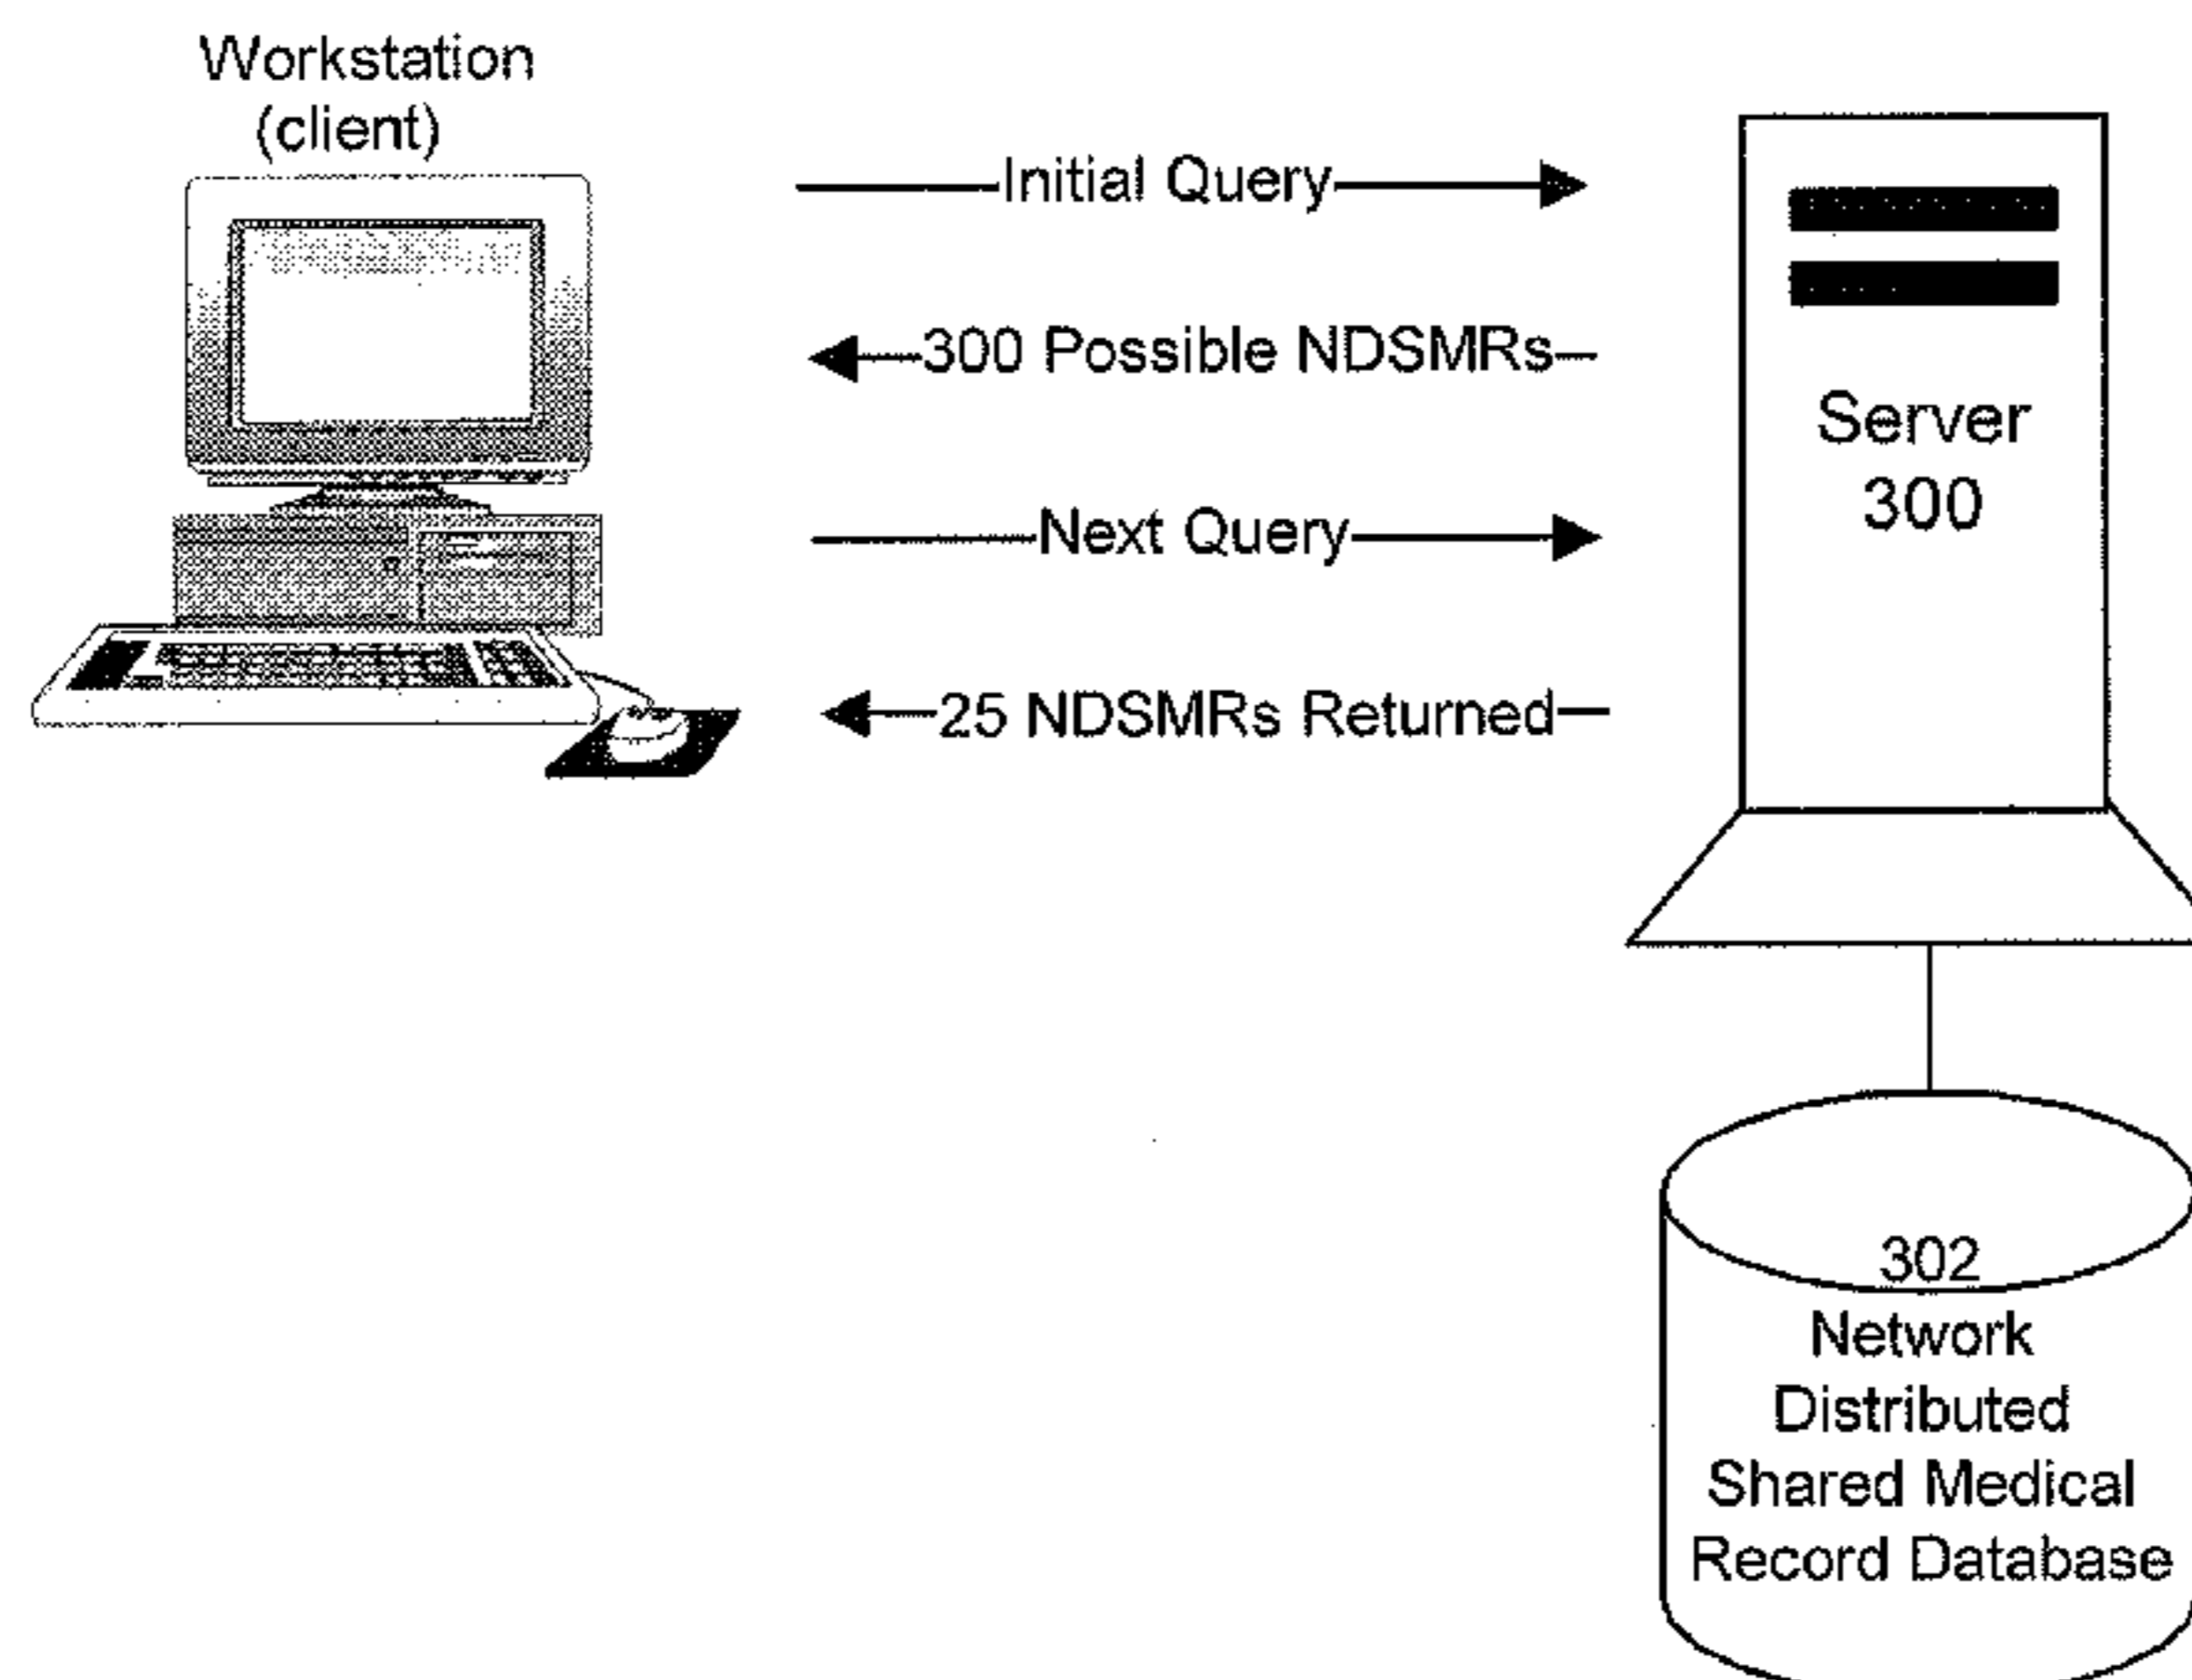 Workstation
(client)
Initial Query
300 Possible NDSMRs
Next Query
25 NDSMRs Returned
Server
300
302
Network
Distributed
Shared Medical
Record Database